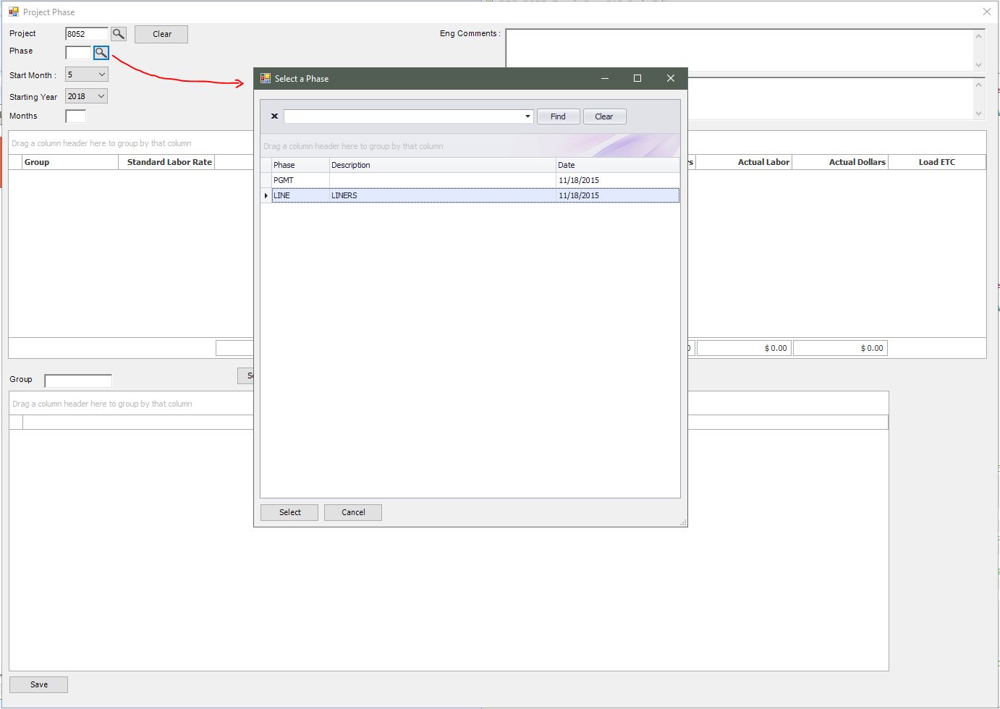 Project Phase
Project 8052 Clear Eng Comments :
Phase
Start Month : 5
Starting Year 2018
Months
Select a Phase
x Find Clear
Drag a column header here to group by that column
Phase Description Date
PGMT 11/18/2015
LINE LINERS 11/18/2015
Select Cancel
Drag a column header here to group by that column
Group Standard Labor Rate Actual Labor Actual Dollars Load ETC
$ 0.00 $ 0.00
Group
Drag a column header here to group by that column
Save